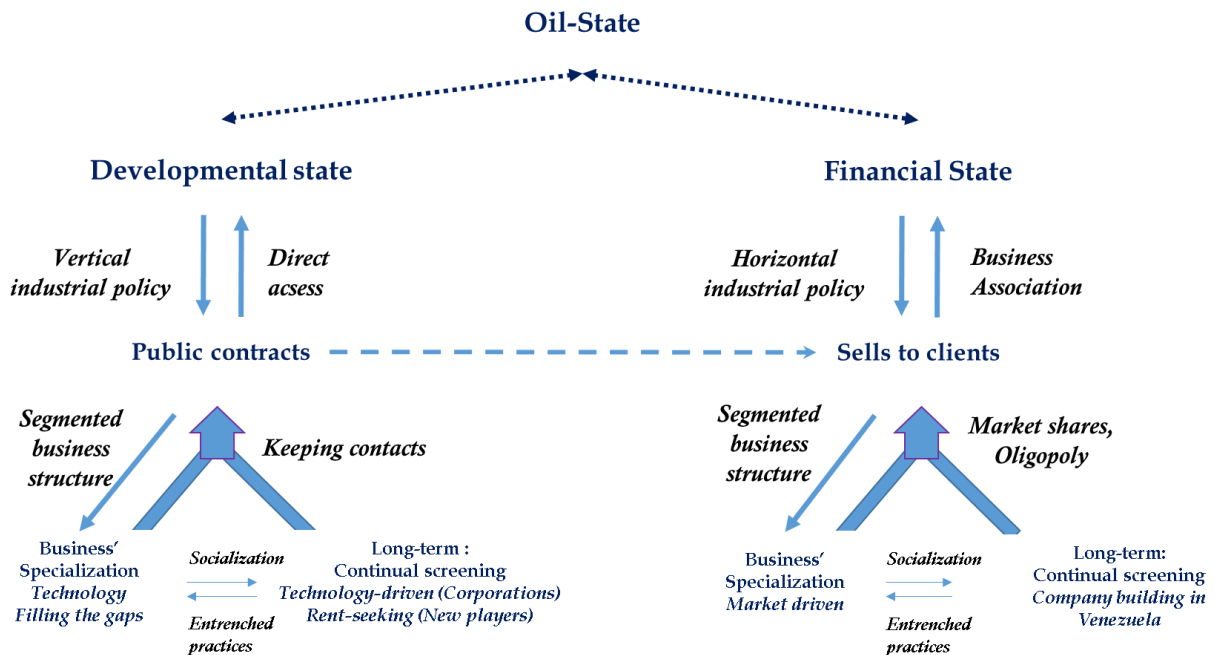 Oil-State
Developmental state
Financial State
Vertical
industrial policy
Direct
acsess
Horizontal
industrial policy
Business
Association
Public contracts
Sells to clients
Segmented
business
structure
Keeping contacts
Segmented
business
structure
Market shares,
Oligopoly
Business’
Specialization
Technology
Filling the gaps
Socialization
Entrenched
practices
Long-term :
Continual screening
Technology-driven (Corporations)
Rent-seeking (New players)
Business’
Specialization
Market driven
Socialization
Entrenched
practices
Long-term:
Continual screening
Company building in
Venezuela